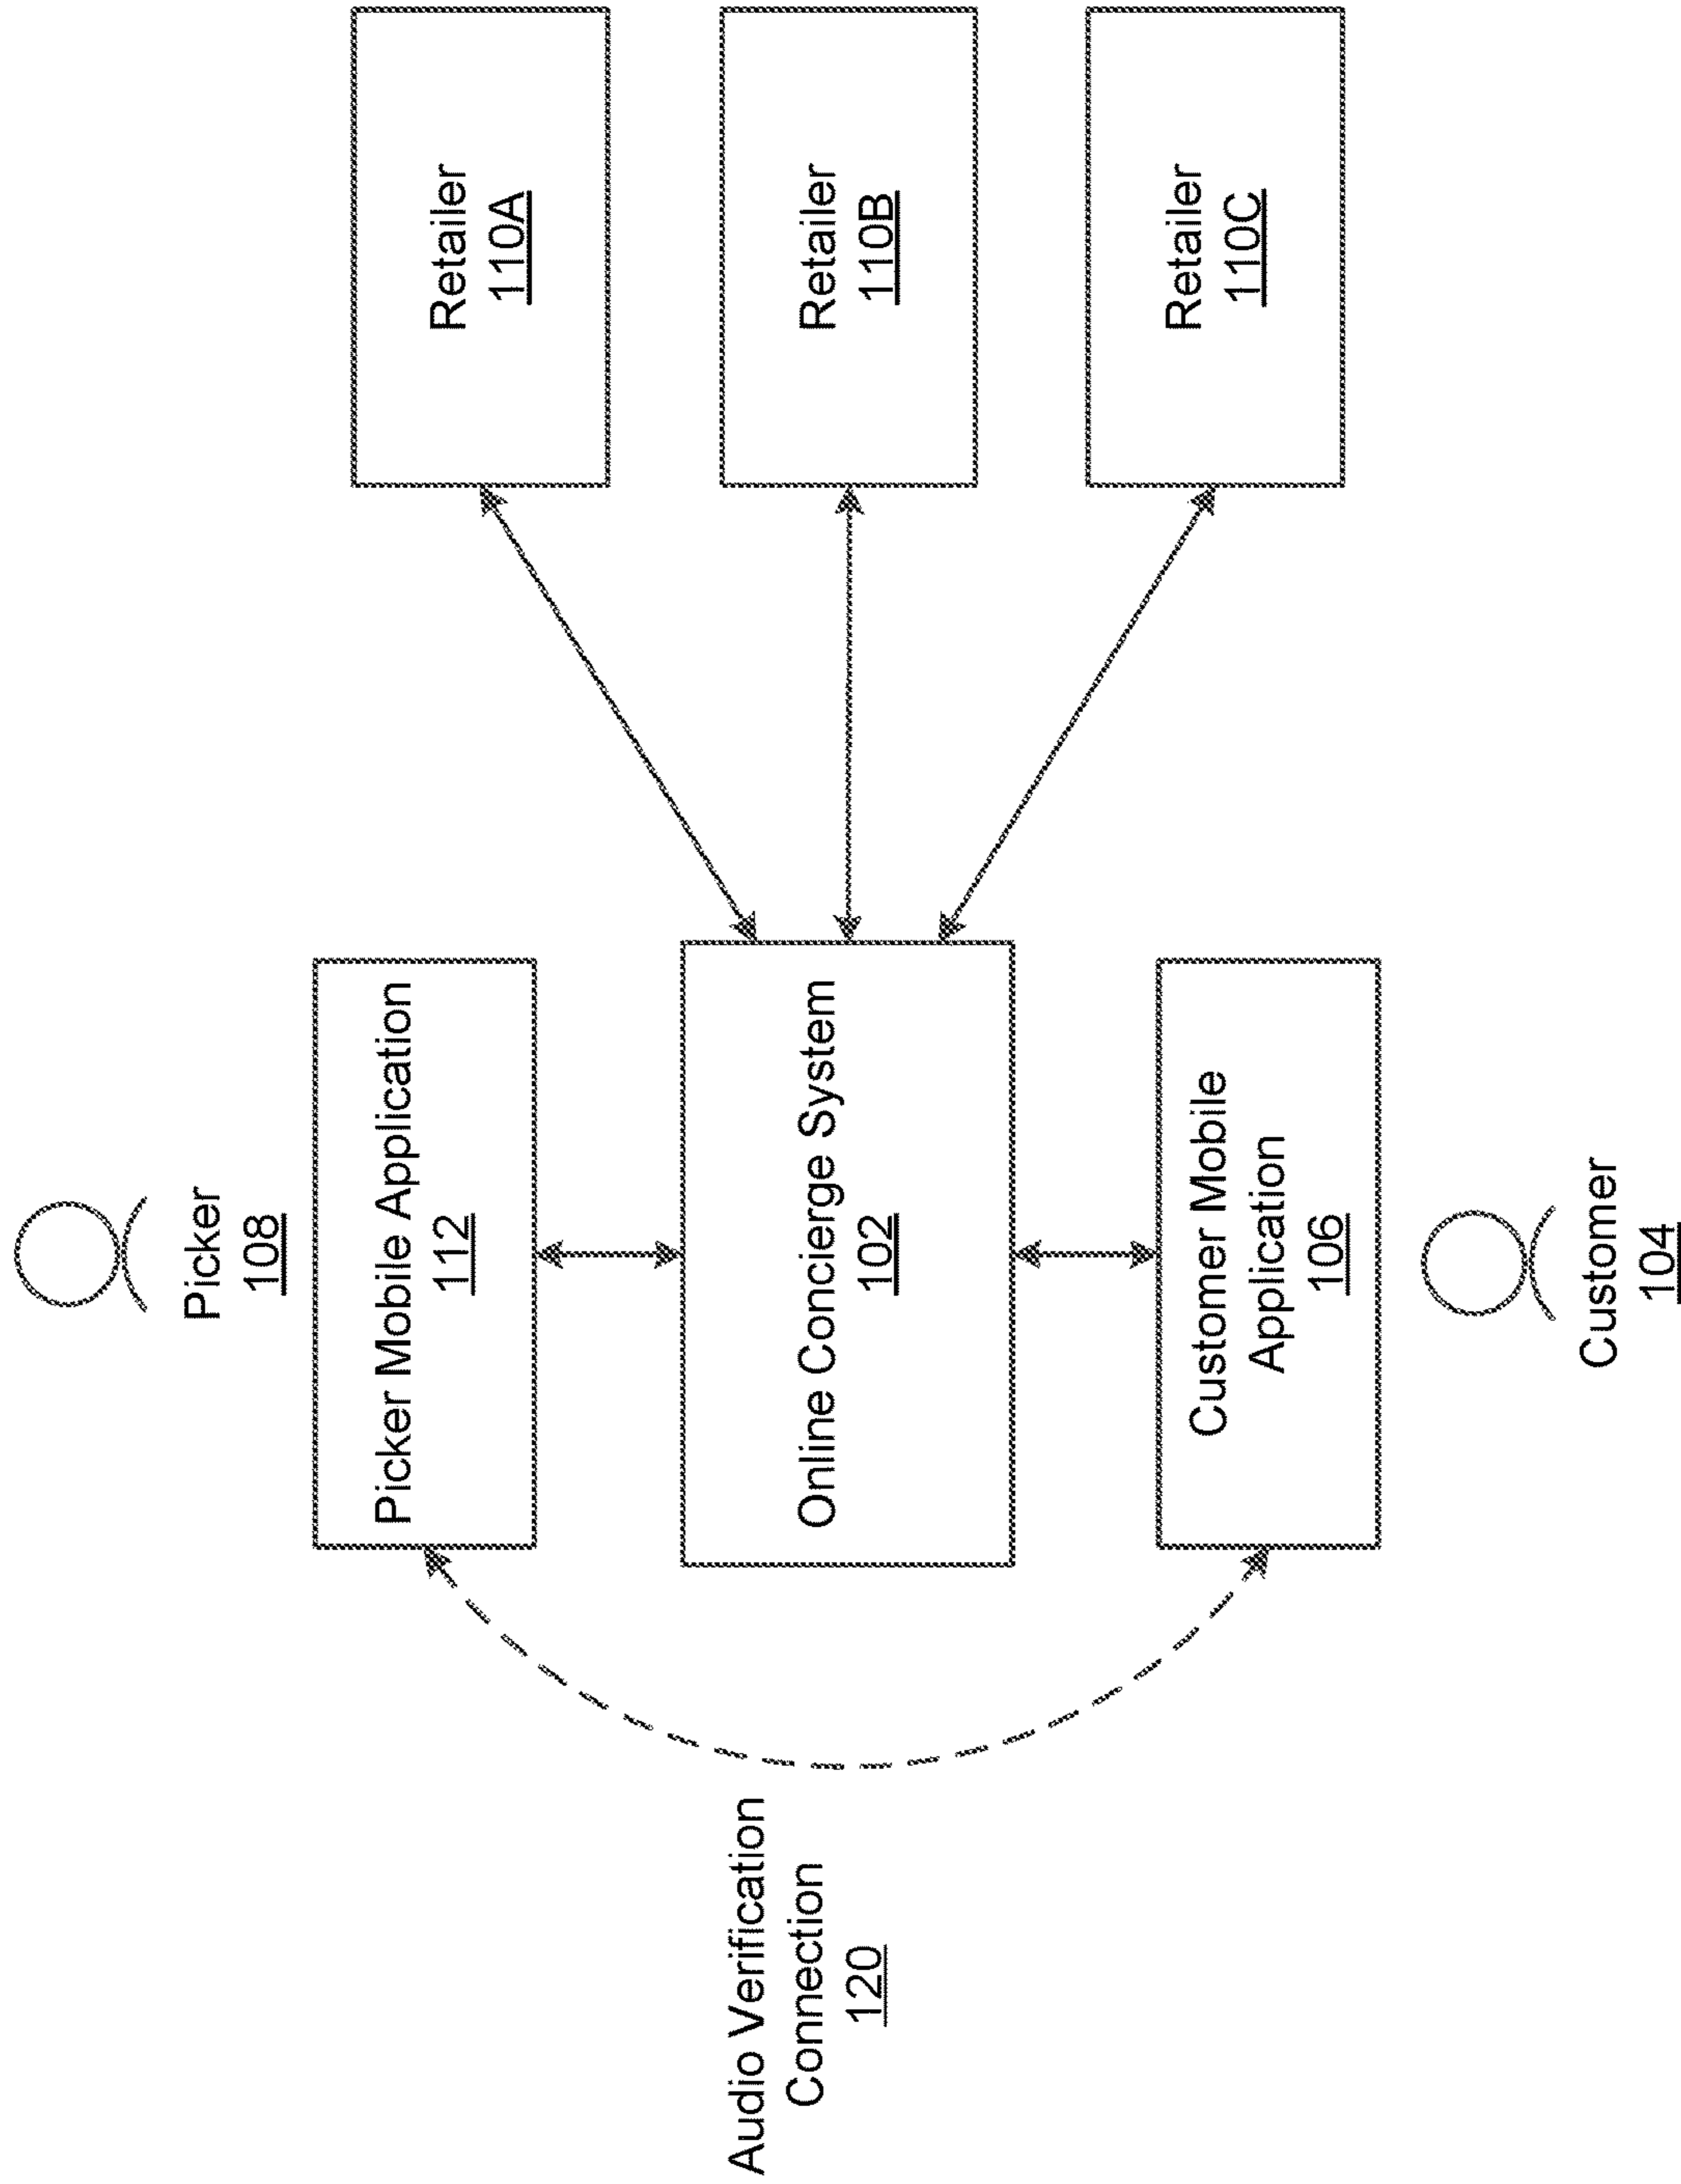 Picker
108
Picker Mobile Application
112
Online Concierge System
102
Customer Mobile
Application
106
Customer
104
Audio Verification
Connection
120
Retailer
110A
Retailer
110B
Retailer
110C